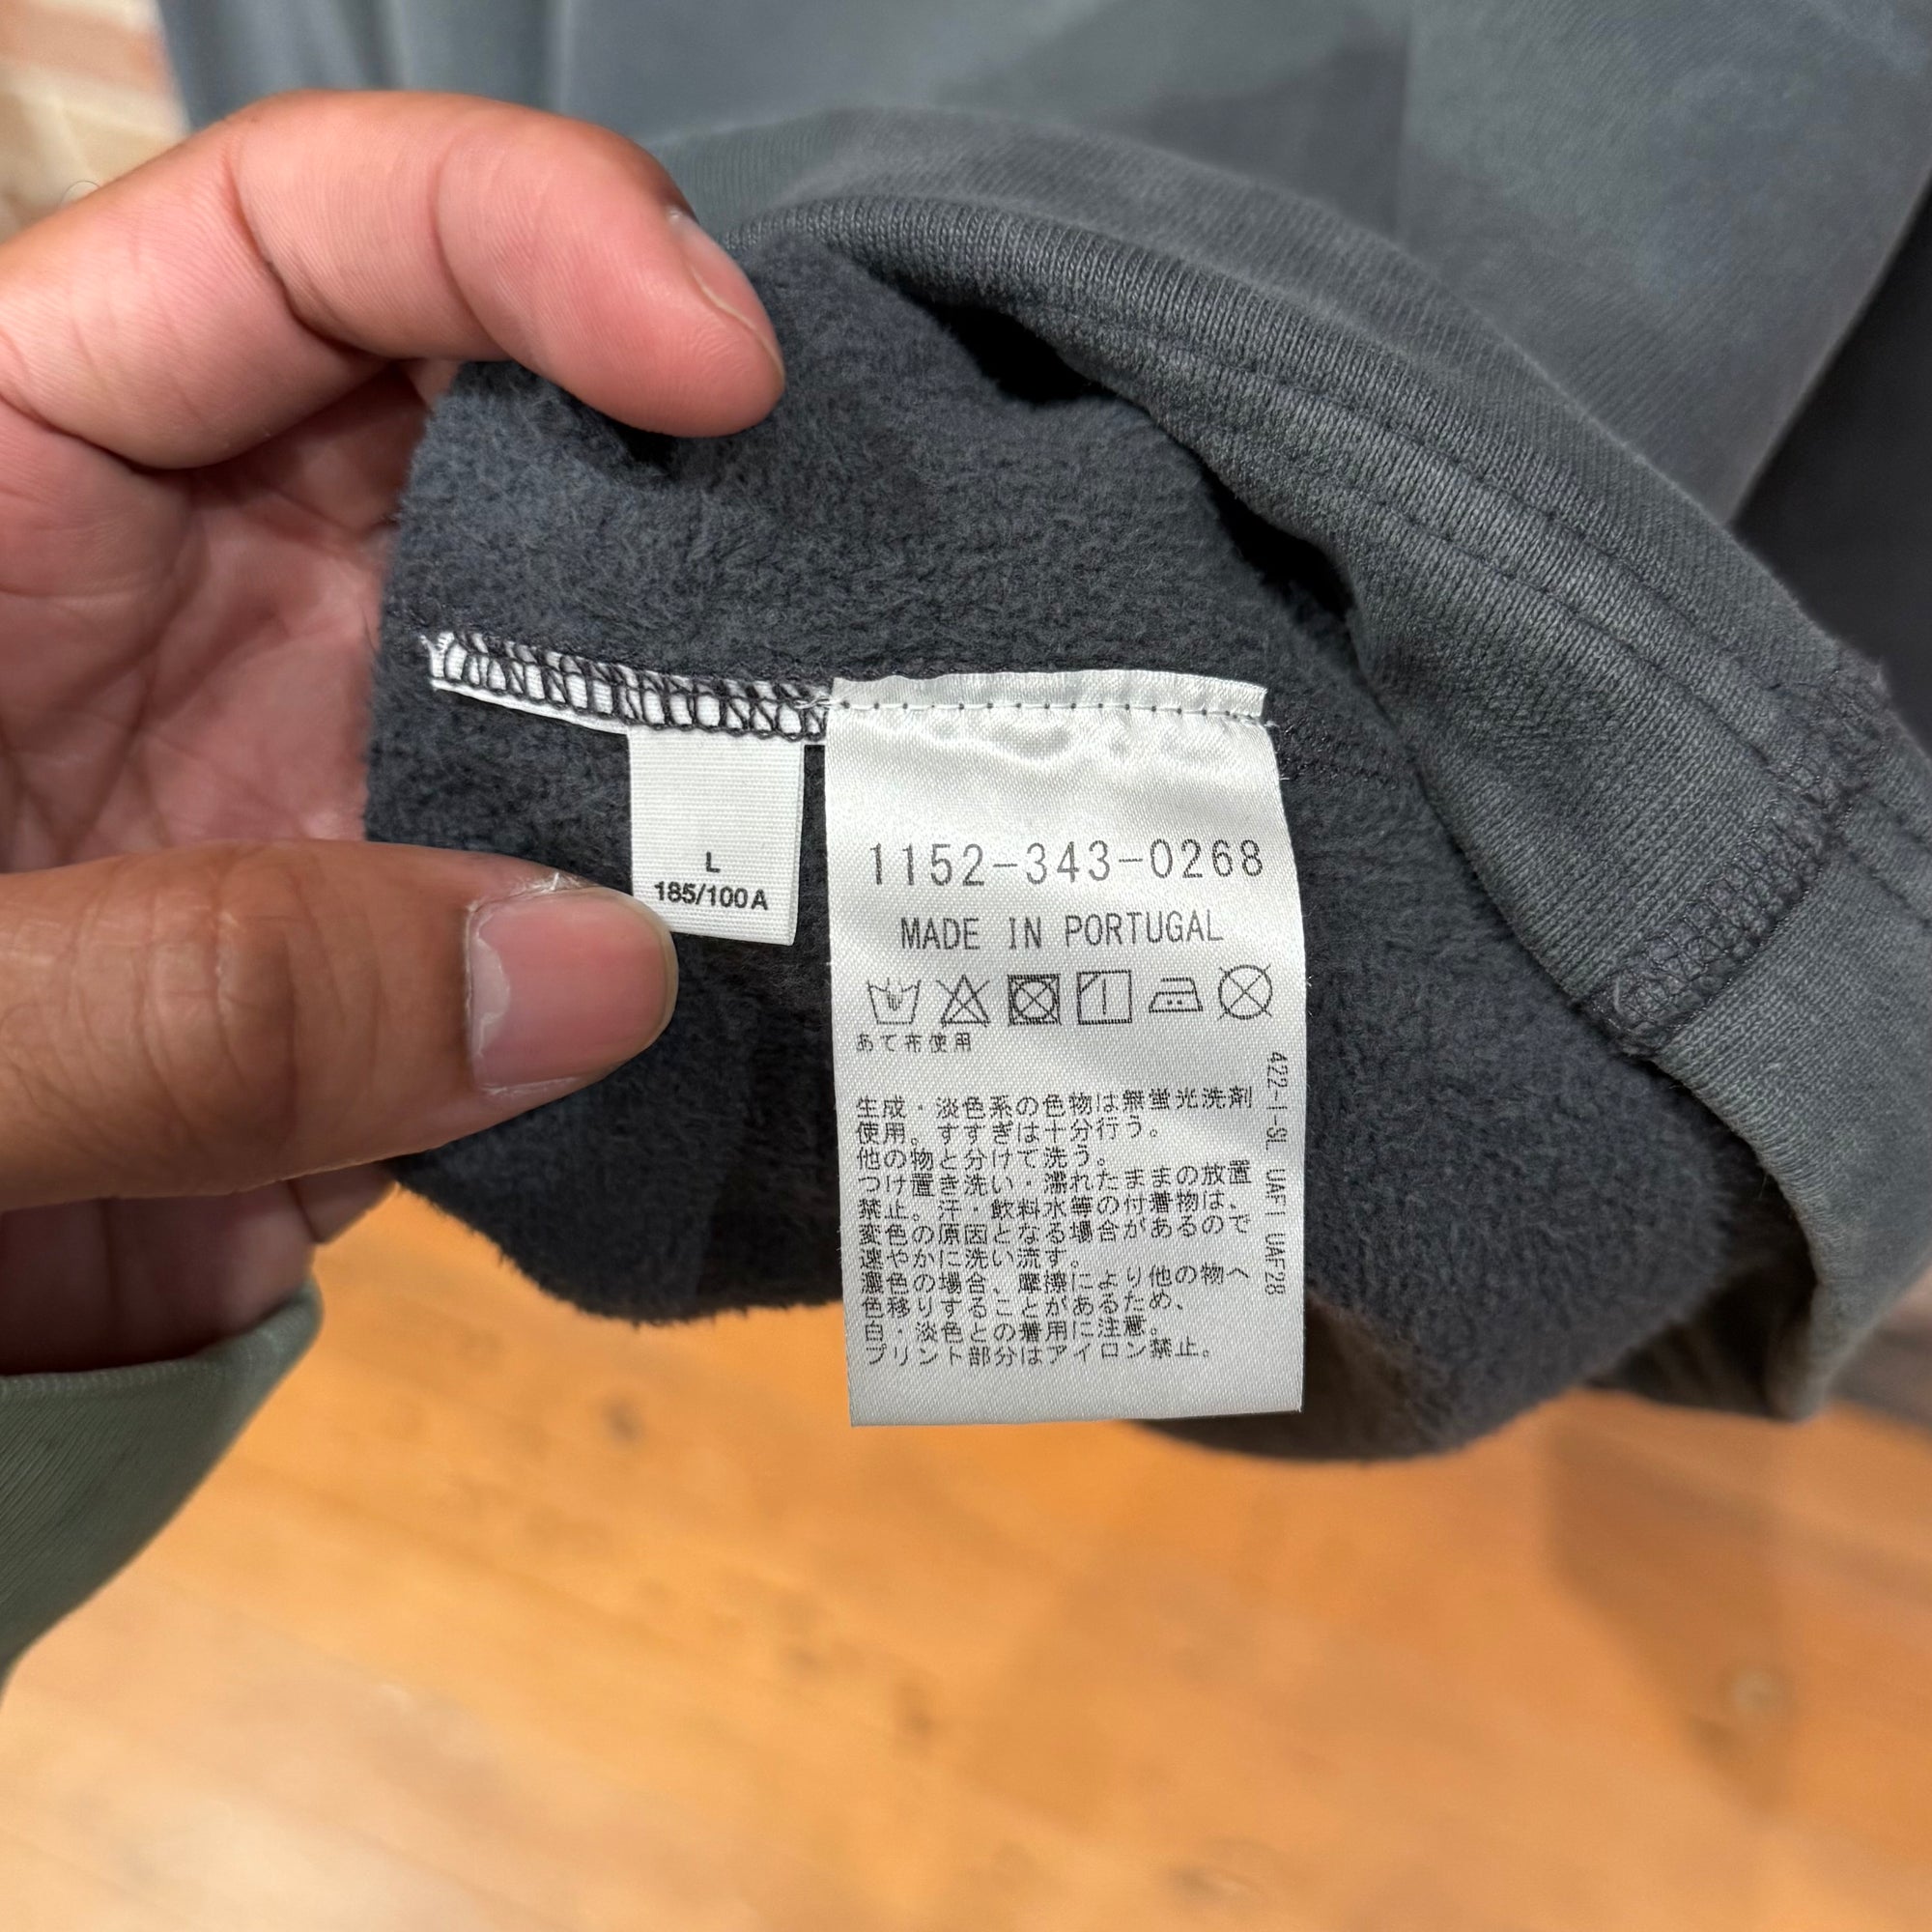 L
185/100A
1152-343-0268
MADE IN PORTUGAL
あて布使用
生成・淡色系の色物は無蛍光洗剤
使用。すすぎは十分行う。
他の物と分けて洗う。
つけ置き洗い・濡れたままの放置
禁止。汗・飲料水等の付着物は、
変色の原因となる場合があるので
速やかに洗い流す。
濃色の場合、摩擦により他の物へ
色移りすることがあるため、
白・淡色との着用に注意。
プリント部分はアイロン禁止。
422-1-SL UAF1 UAF28